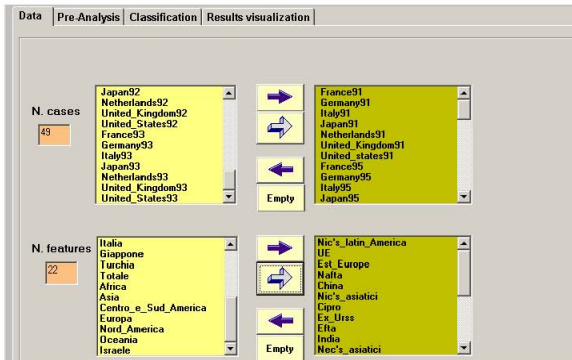 Data Pre-Analysis Classification Results visualization
N. cases
49
Japan92
Netherlands92
United_Kingdom92
United_States92
France93
Germany93
Italy93
Japan93
Netherlands93
United_Kingdom93
United_States93
Empty
France91
Germany91
Italy91
Japan91
Netherlands91
United_Kingdom91
United_states91
France95
Germany95
Italy95
Japan95
N. features
22
Italia
Giappone
Turchia
Totale
Africa
Asia
Centro_e_Sud_America
Europa
Nord_America
Oceania
Israele
Empty
Nic's_latin_America
UE
Est_Europe
Nafta
China
Nic's_asiatici
Cipro
Ex_Urss
Efta
India
Nec's_asiatici